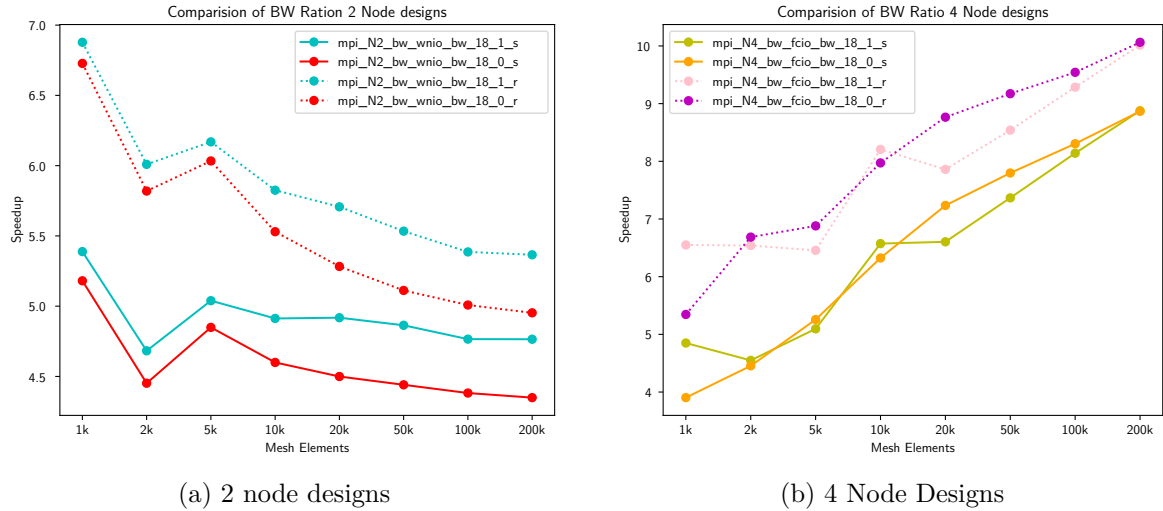 Comparision of BW Ration 2 Node designs
7.0
6.5
6.0
5.5
5.0
4.5
Speedup
mpi_N2_bw_wnio_bw_18_1_s
mpi_N2_bw_wnio_bw_18_0_s
mpi_N2_bw_wnio_bw_18_1_r
mpi_N2_bw_wnio_bw_18_0_r
1k 2k 5k 10k 20k 50k 100k 200k
Mesh Elements
(a) 2 node designs
Comparision of BW Ratio 4 Node designs
10
9
8
7
6
5
4
Speedup
mpi_N4_bw_fcio_bw_18_1_s
mpi_N4_bw_fcio_bw_18_0_s
mpi_N4_bw_fcio_bw_18_1_r
mpi_N4_bw_fcio_bw_18_0_r
1k 2k 5k 10k 20k 50k 100k 200k
Mesh Elements
(b) 4 Node Designs